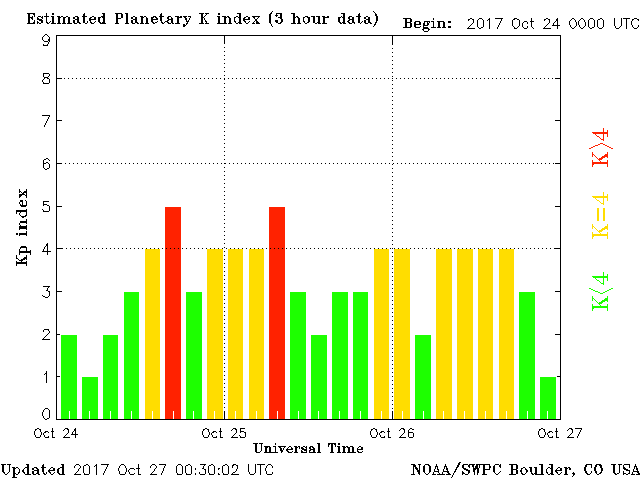 Estimated Planetary K index (3 hour data) Begin: 2017 Oct 24 0000 UTC
9
8
7
6
5
4
3
2
1
0
Kp index
K<4 K=4 K>4
Oct 24 Oct 25 Oct 26 Oct 27
Universal Time
Updated 2017 Oct 27 00:30:02 UTC NOAA/SWPC Boulder, CO USA